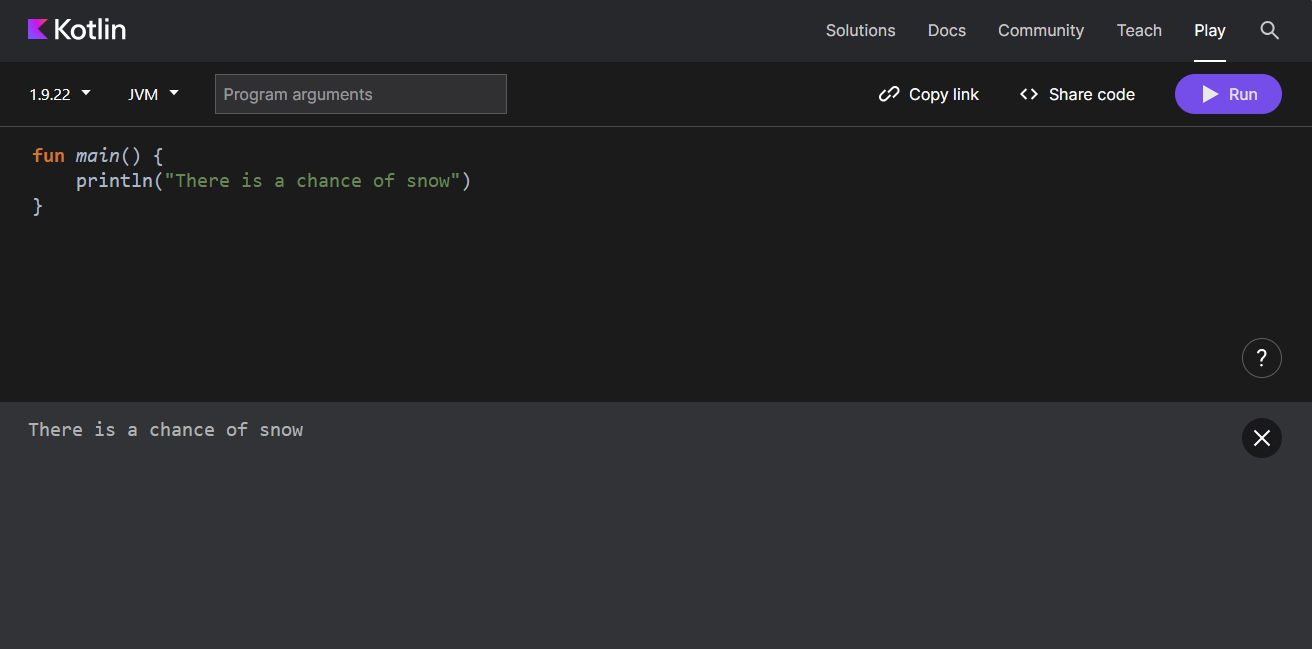 Kotlin Solutions Docs Community Teach Play
1.9.22 JVM Program arguments Copy link Share code Run
fun main() {
    println("There is a chance of snow")
}
?
There is a chance of snow